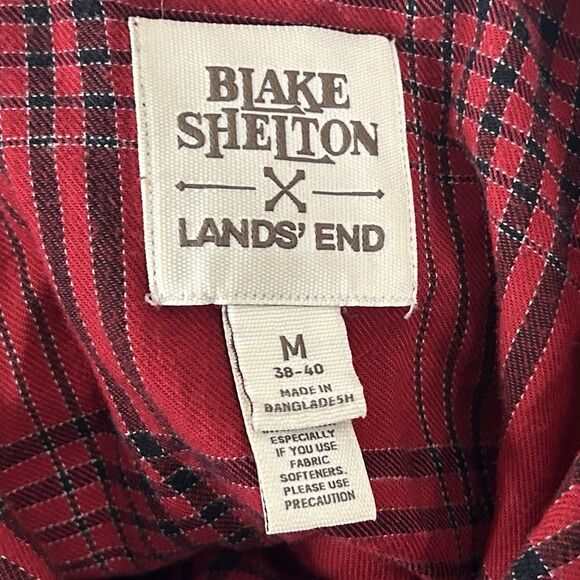 BLAKE
SHELTON
X
LANDS' END
M
38-40
MADE IN
BANGLADESH
ESPECIALLY
IF YOU USE
FABRIC
SOFTENERS.
PLEASE USE
PRECAUTION